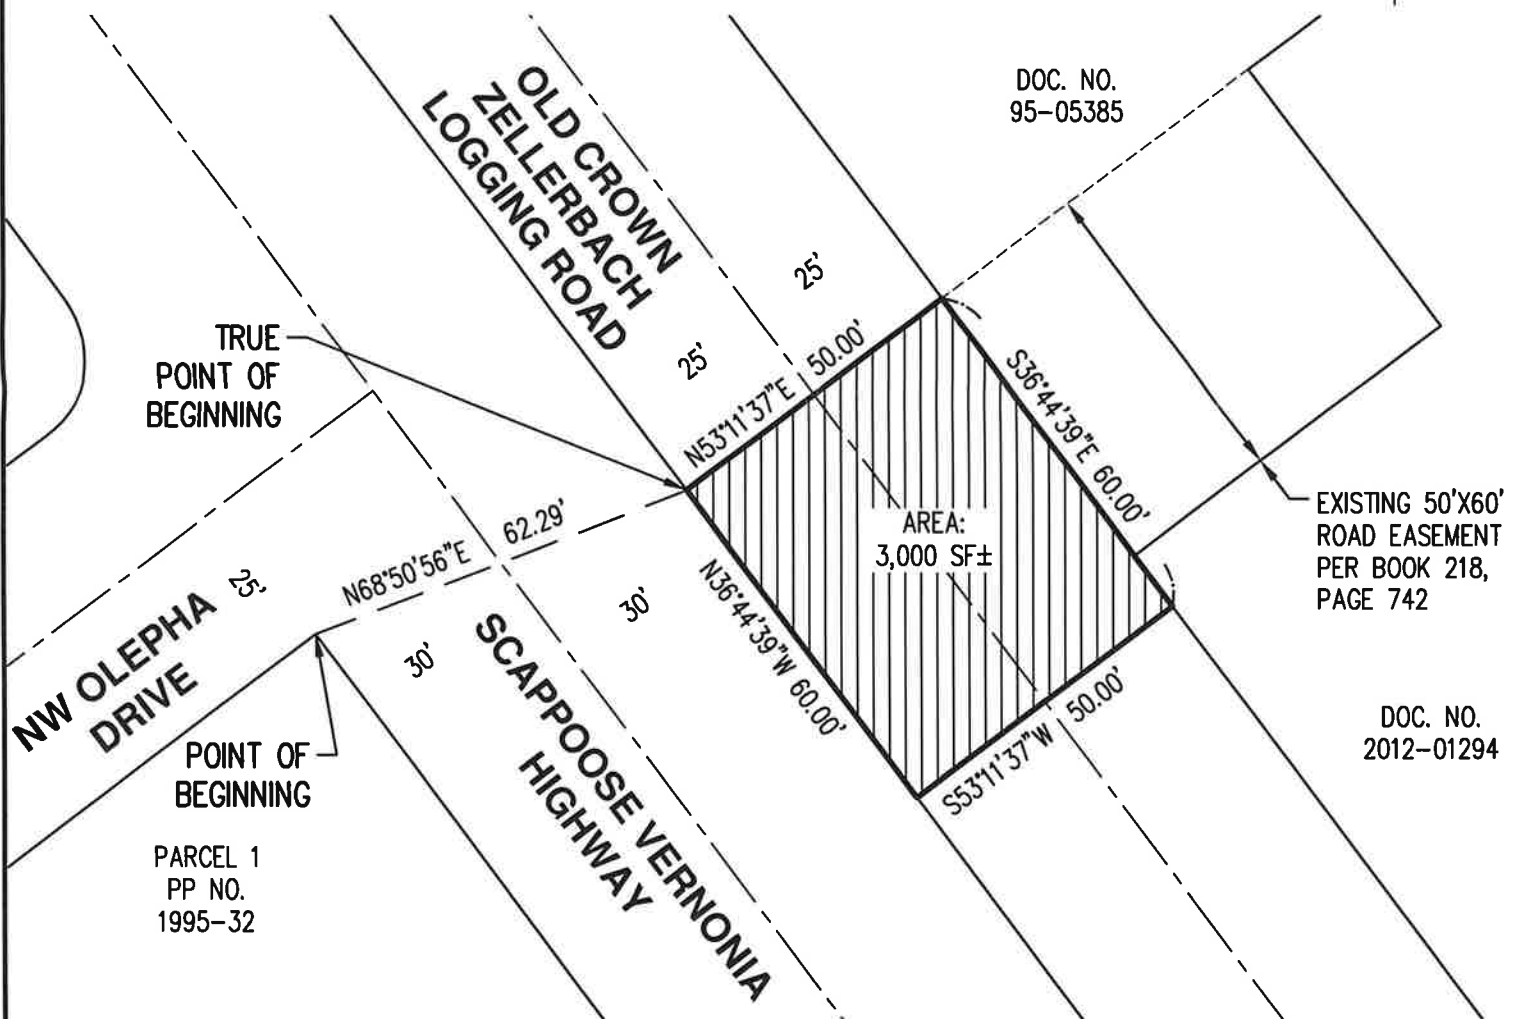 DOC. NO.
95-05385
OLD CROWN
ZELLERBACH
LOGGING ROAD
25'
25'
TRUE
POINT OF
BEGINNING
N53°11'37"E 50.00'
S36°44'39"E 60.00'
AREA:
3,000 SF±
EXISTING 50'X60'
ROAD EASEMENT
PER BOOK 218,
PAGE 742
N68°50'56"E 62.29'
N36°44'39"W 60.00'
S53°11'37"W 50.00'
25'
NW OLEPHA
DRIVE
30'
30'
SCAPPOOSE VERNONIA
HIGHWAY
POINT OF
BEGINNING
PARCEL 1
PP NO.
1995-32
DOC. NO.
2012-01294